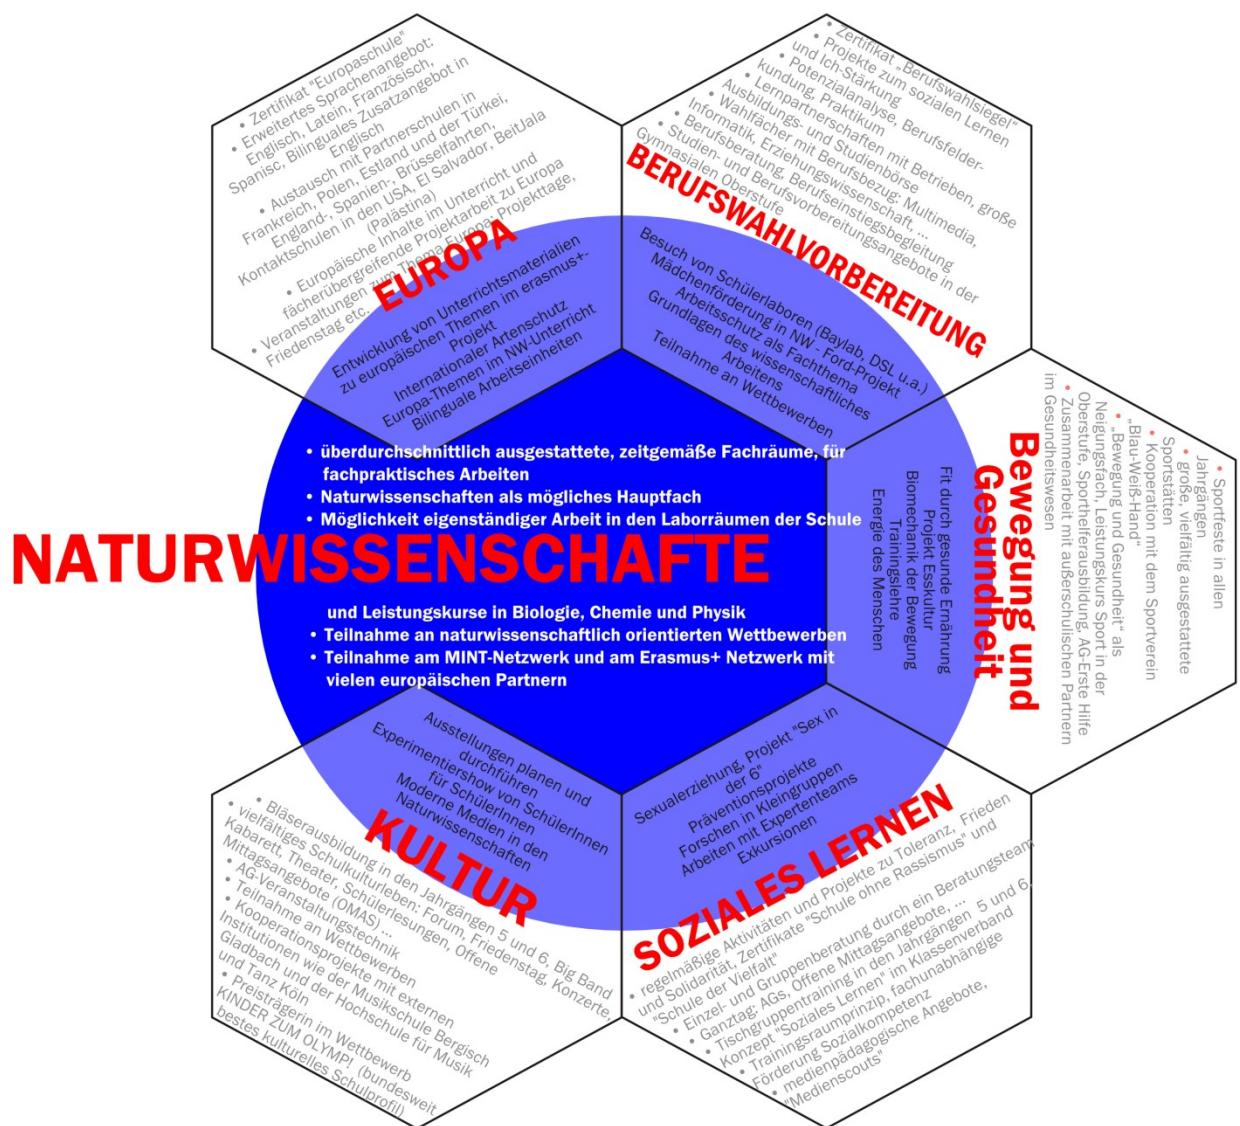 • Zertifikat "Europaschule"
• Erweitertes Sprachenangebot:
Englisch, Latein, Französisch,
Spanisc, Bilinguales Zusatzangebot in
Englisch
• Austausch mit Partnerschulen in
Frankreich, Polen, Estland und der Türkei,
England-, Spanien-, Brüsselfahrten,
Kontaktschulen in den USA, El Salvador, BeitJala
(Palästina)
• Europäische Inhalte im Unterricht und
fächerübergreifende Projektarbeit zu Europa
• Veranstaltungen zum Thema Europa: Projekttage,
Friedenstag etc.
EUROPA
Entwicklung von Unterrichtsmaterialien
zu europäischen Themen im erasmus+-
Projekt
Internationaler Artenschutz
Europa-Themen im NW-Unterricht
Bilinguale Arbeitseinheiten
• Zertifikat „Berufswahlsiegel"
• Projekte zum sozialen Lernen
und Ich-Stärkung
• Potenzialanalyse, Berufsfelder-
kundung, Praktikum
• Lernpartnerschaften mit Betrieben, große
Ausbildungs- und Studienbörse
• Wahlfächer mit Berufsbezug: Multimedia,
Informatik, Erziehungswissenschaft, ...
• Berufsberatung, Berufseinstiegsbegleitung
• Studien- und Berufsvorbereitungsangebote in der
Gymnasialen Oberstufe
BERUFSWAHLVORBEREITUNG
Besuch von Schülerlaboren (Baylab, DSL u.a.)
Mädchenförderung in NW - Ford-Projekt
Arbeitsschutz als Fachthema
Grundlagen des wissenschaftliches
Arbeitens
Teilnahme an Wettbewerben
• Sportfeste in allen
Jahrgängen
• große, vielfältig ausgestattete
Sportstätten
• Kooperation mit dem Sportverein
„Blau-Weiß-Hand"
• „Bewegung und Gesundheit" als
Neigungsfach, Leistungskurs Sport in der
Oberstufe, Sporthelferausbildung, AG-Erste Hilfe
• Zusammenarbeit mit außerschulischen Partnern
im Gesundheitswesen
Bewegung und
Gesundheit
Fit durch gesunde Ernährung
Projekt Esskultur
Biomechanik der Bewegung
Trainingslehre
Energie des Menschen
• überdurchschnittlich ausgestattete, zeitgemäße Fachräume, für
fachpraktisches Arbeiten
• Naturwissenschaften als mögliches Hauptfach
• Möglichkeit eigenständiger Arbeit in den Laborräumen der Schule
NATURWISSENSCHAFTE
und Leistungskurse in Biologie, Chemie und Physik
• Teilnahme an naturwissenschaftlich orientierten Wettbewerben
• Teilnahme am MINT-Netzwerk und am Erasmus+ Netzwerk mit
vielen europäischen Partnern
Ausstellungen planen und
durchführen
Experimentiershow von SchülerInnen
für SchülerInnen
Moderne Medien in den
Naturwissenschaften
KULTUR
• Bläserausbildung in den Jahrgängen 5 und 6, Big Band
• vielfältiges Schulkulturleben: Forum, Friedenstag, Konzerte,
Kabarett, Theater, Schülerlesungen, Offene
Mittagsangebote (OMAS) ...
• AG-Veranstaltungstechnik
• Teilnahme an Wettbewerben
• Kooperationsprojekte mit externen
Institutionen wie der Musikschule Bergisch
Gladbach und der Hochschule für Musik
und Tanz Köln
• Preisträgerin im Wettbewerb
KINDER ZUM OLYMP! (bundesweit
bestes kulturelles Schulprofil)
Sexualerziehung, Projekt "Sex in
der 6"
Präventionsprojekte
Forschen in Kleingruppen
Arbeiten mit Expertenteams
Exkursionen
SOZIALES LERNEN
• regelmäßige Aktivitäten und Projekte zu Toleranz, Frieden
und Solidarität, Zertifikate "Schule ohne Rassismus" und
"Schule der Vielfalt"
• Einzel- und Gruppenberatung durch ein Beratungsteam
• Ganztag: AGs, Offene Mittagsangebote, ...
• Tischgruppentraining in den Jahrgängen 5 und 6,
Konzept "Soziales Lernen" im Klassenverband
• Trainingsraumprinzip, fachunabhängige
Förderung Sozialkompetenz
• medienpädagogische Angebote,
"Medienscouts"